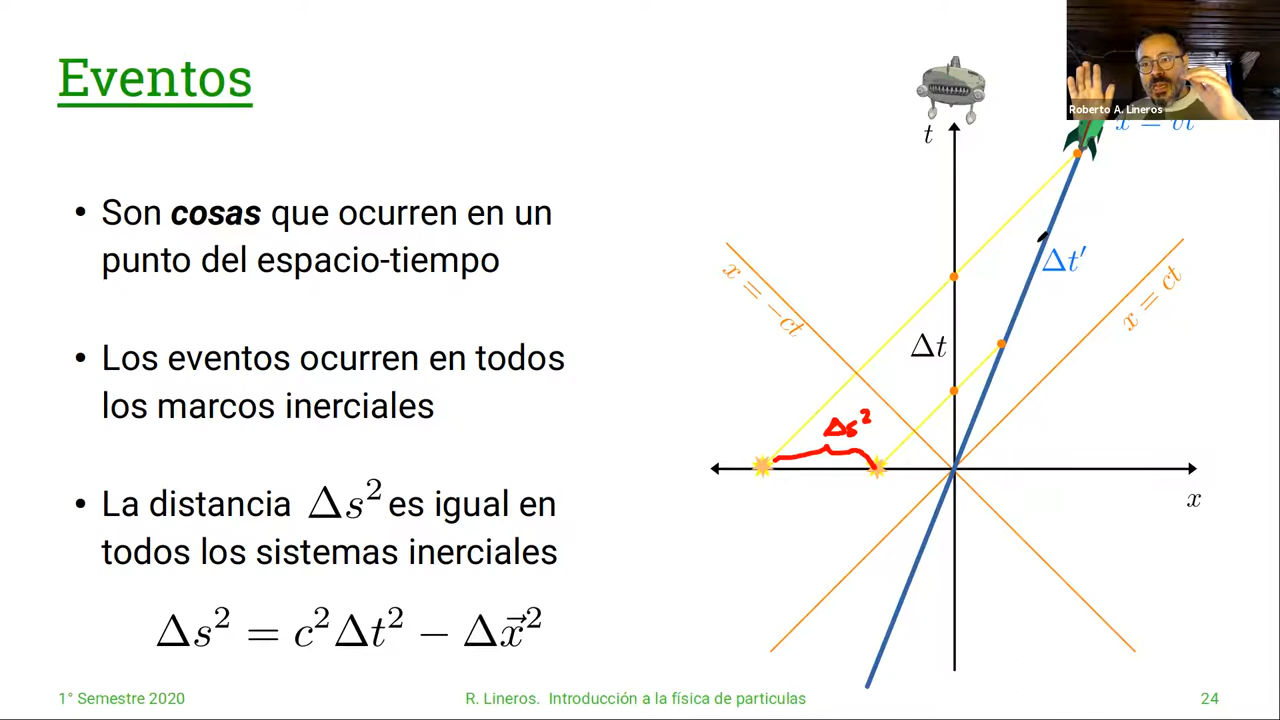 Eventos
Roberto A. Lineros
x = vt
t
• Son cosas que ocurren en un
punto del espacio-tiempo
x = -ct
Δt′
x = ct
• Los eventos ocurren en todos
los marcos inerciales
Δt
Δs²
x
• La distancia Δs² es igual en
todos los sistemas inerciales
Δs² = c²Δt² − Δx⃗²
1° Semestre 2020
R. Lineros. Introducción a la física de particulas
24